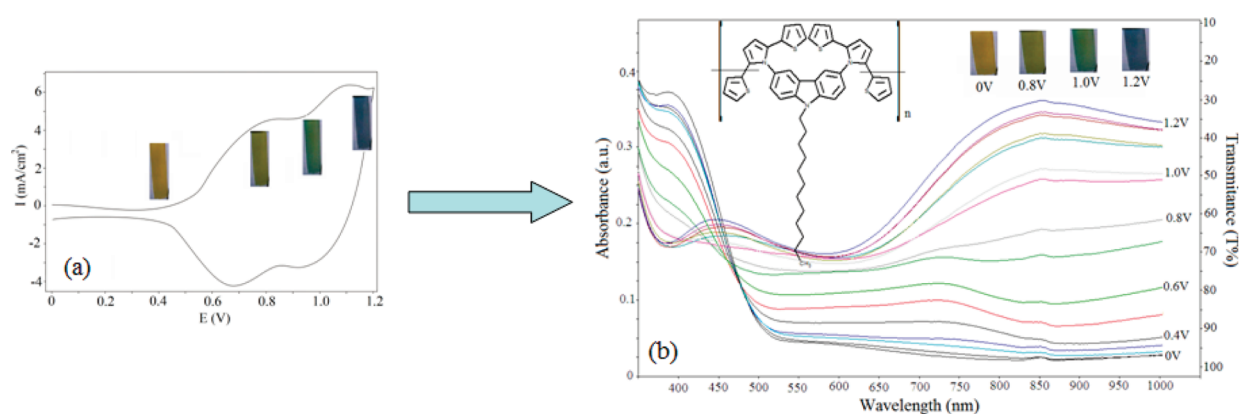 6
4
2
0
-2
-4
I (mA/cm²)
(a)
0
0.2
0.4
0.6
0.8
1.0
1.2
E (V)
0.4
0.3
0.2
0.1
0
Absorbance (a.u.)
S
S
N
N
S
S
N
n
CH₃
0V
0.8V
1.0V
1.2V
1.2V
1.0V
0.8V
0.6V
0.4V
0V
(b)
10
20
30
40
50
60
70
80
90
100
Transmitance (T%)
400
450
500
550
600
650
700
750
800
850
900
950
1000
Wavelength (nm)